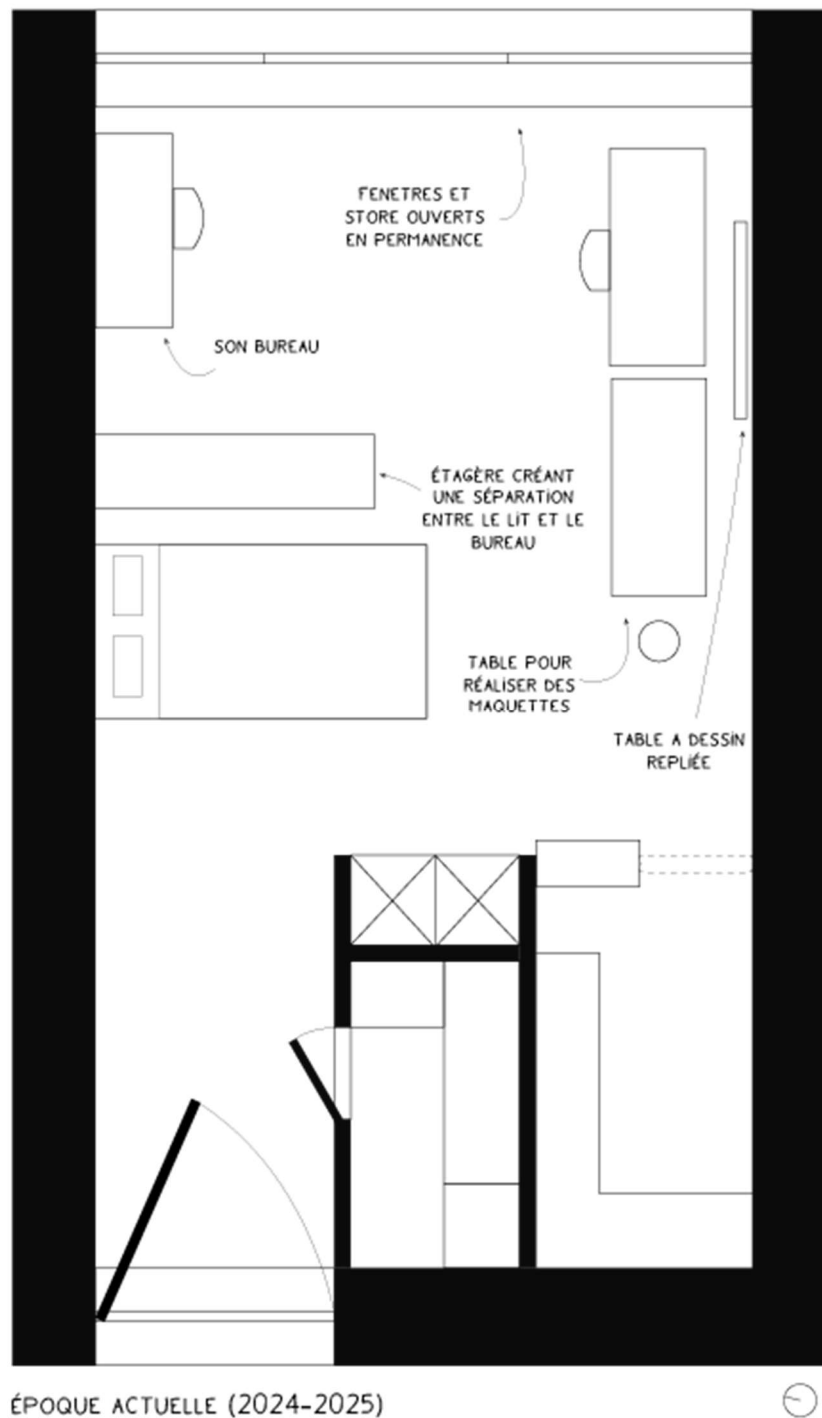 FENETRES ET
STORE OUVERTS
EN PERMANENCE
SON BUREAU
ÉTAGÈRE CRÉANT
UNE SÉPARATION
ENTRE LE LIT ET LE
BUREAU
TABLE POUR
RÉALISER DES
MAQUETTES
TABLE A DESSIN
REPLIÉE
ÉPOQUE ACTUELLE (2024-2025)